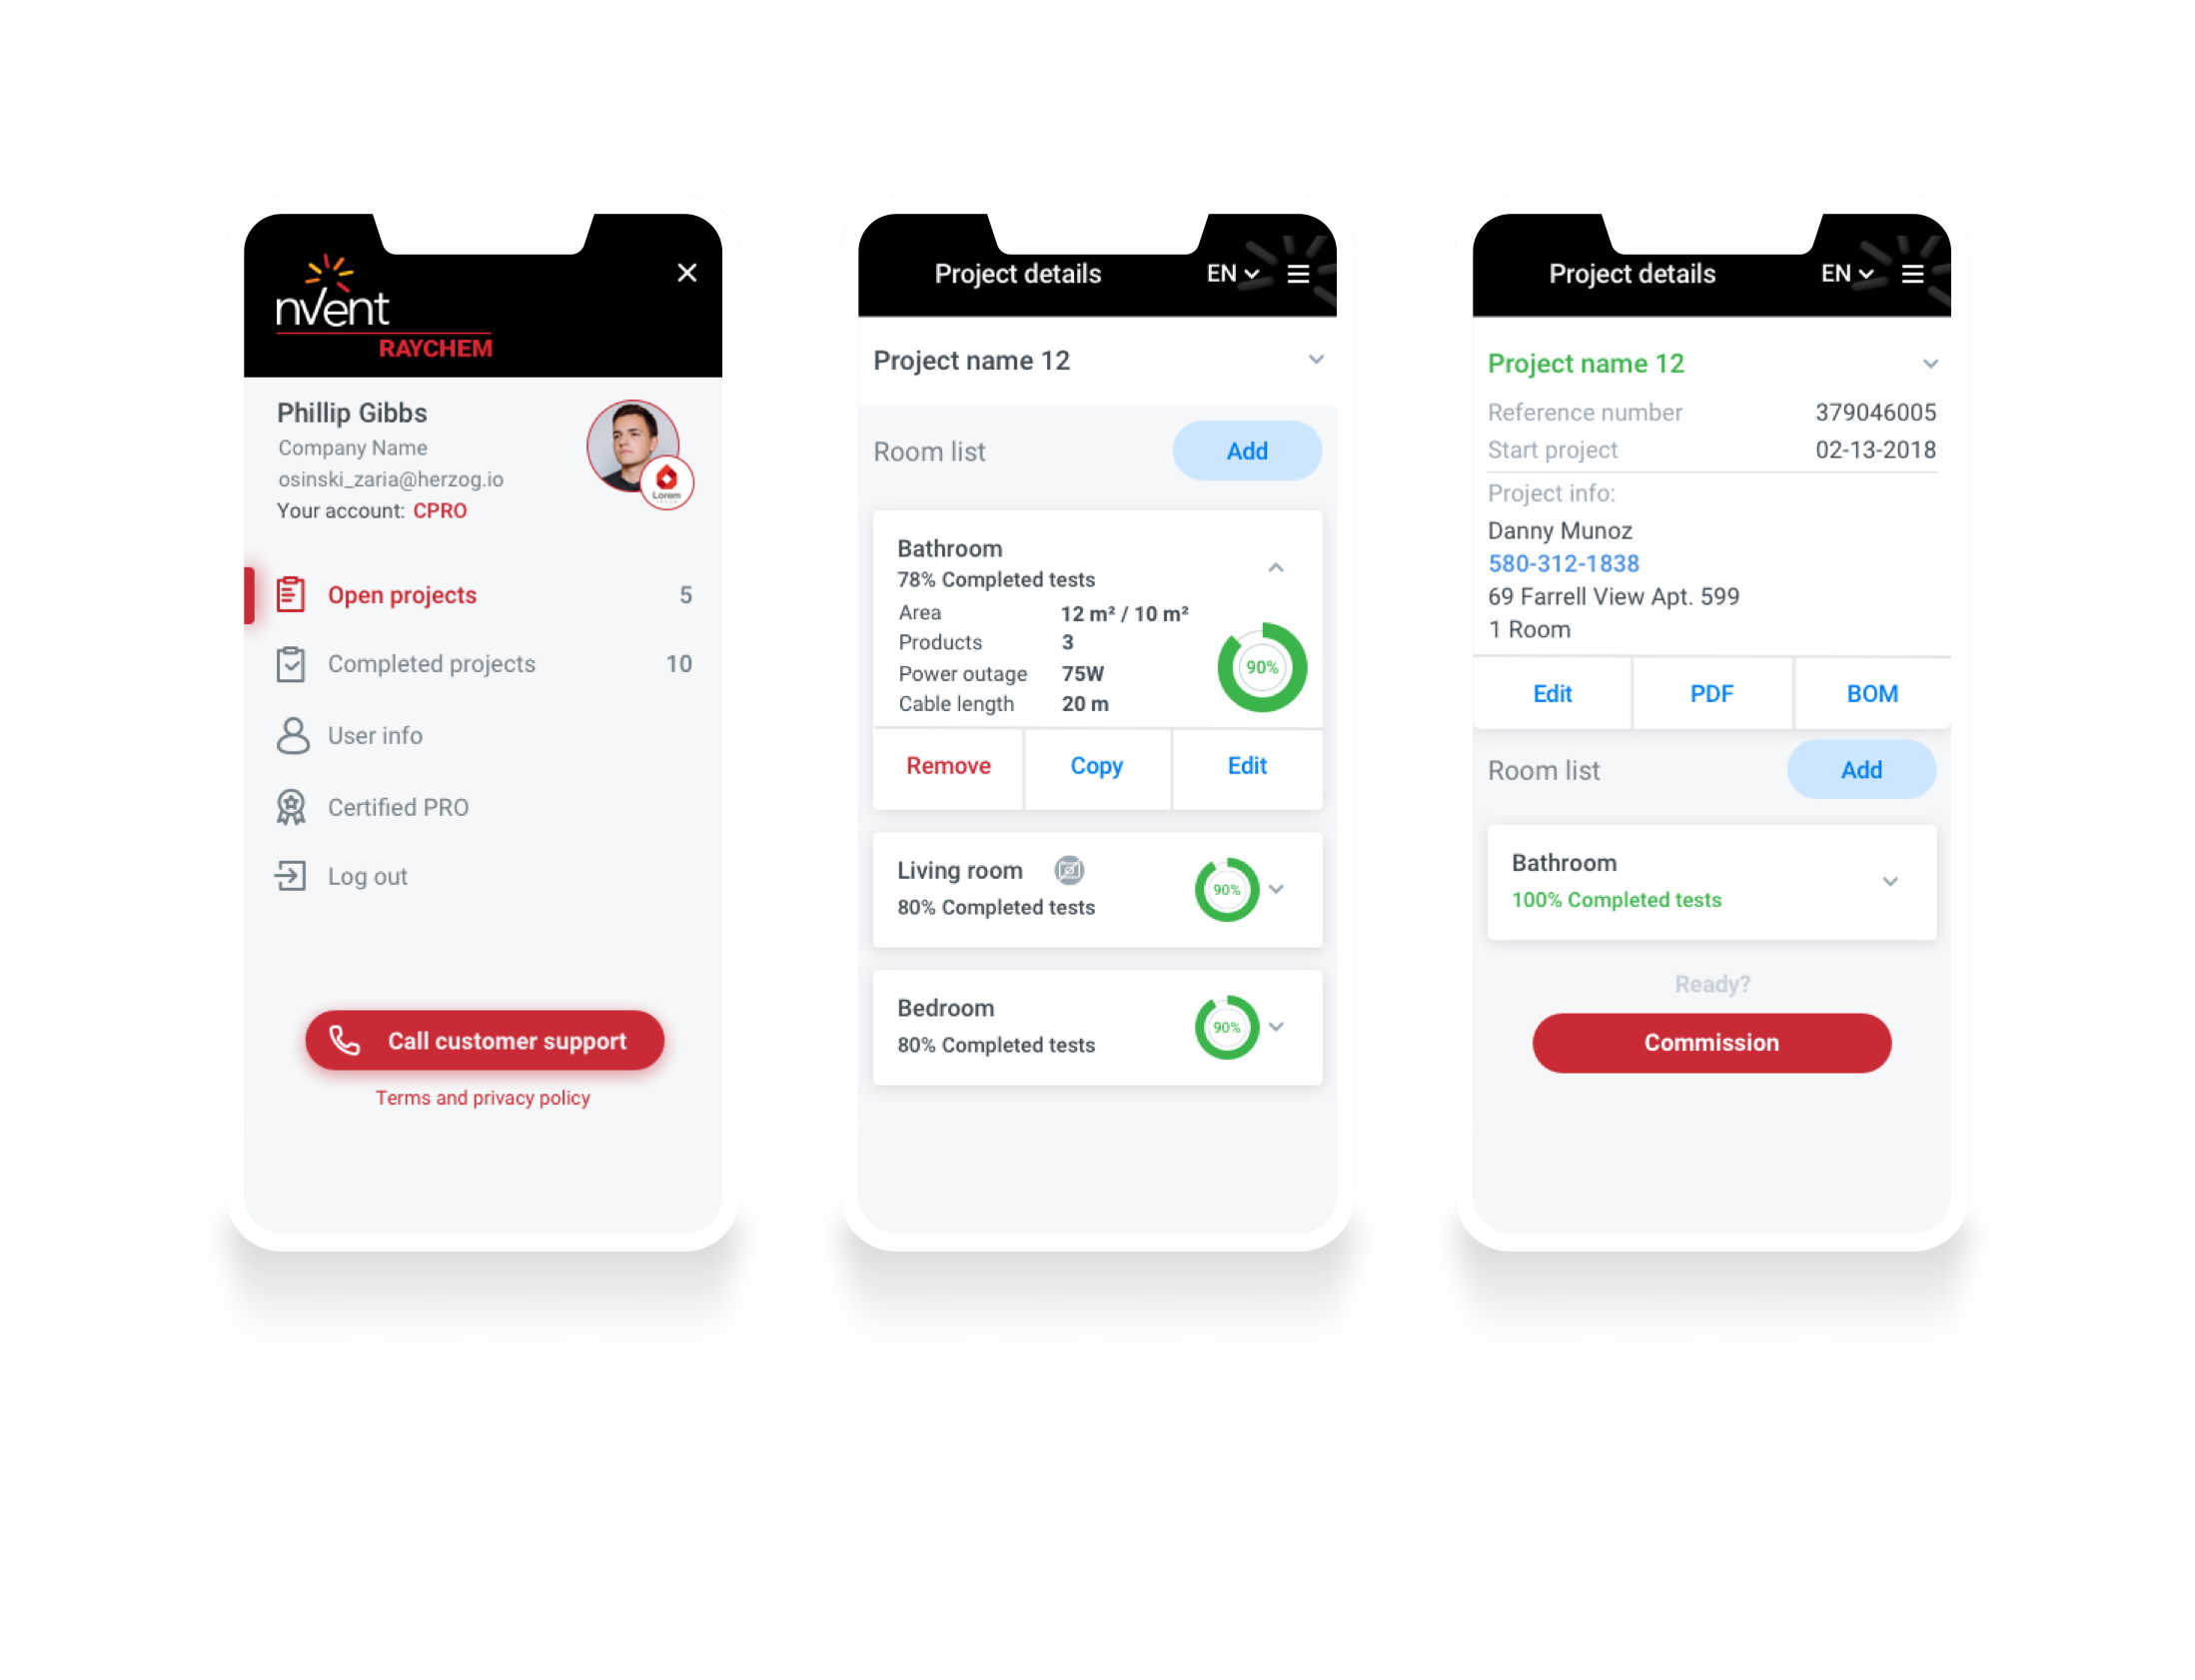 nVent
RAYCHEM
Phillip Gibbs
Company Name
osinski_zaria@herzog.io
Your account: CPRO
Lorem
Open projects 5
Completed projects 10
User info
Certified PRO
Log out
Call customer support
Terms and privacy policy
Project details EN
Project name 12
Room list Add
Bathroom
78% Completed tests
Area 12 m² / 10 m²
Products 3
Power outage 75W
Cable length 20 m
90%
Remove Copy Edit
Living room
80% Completed tests
90%
Bedroom
80% Completed tests
90%
Project details EN
Project name 12
Reference number 379046005
Start project 02-13-2018
Project info:
Danny Munoz
580-312-1838
69 Farrell View Apt. 599
1 Room
Edit PDF BOM
Room list Add
Bathroom
100% Completed tests
Ready?
Commission